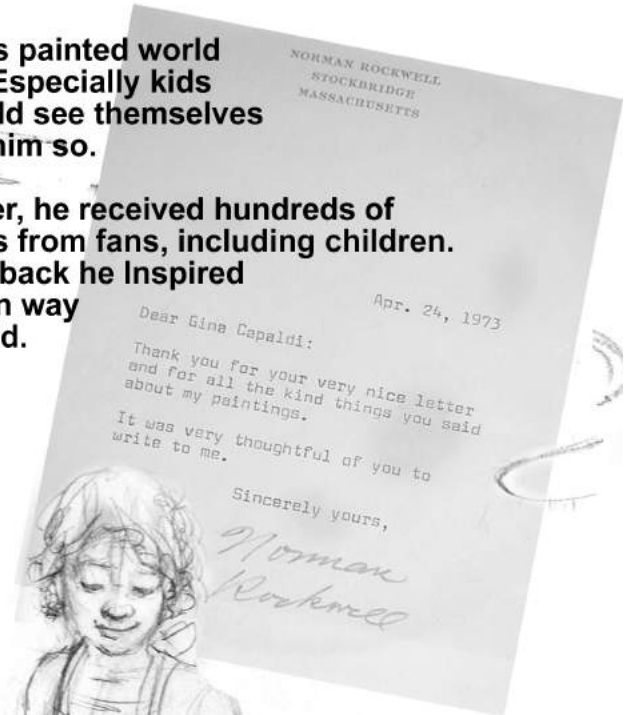 s painted world
Especially kids
ld see themselves
him so.
er, he received hundreds of
s from fans, including children.
back he Inspired
n way
d.
NORMAN ROCKWELL
STOCKBRIDGE
MASSACHUSETTS
Apr. 24, 1973
Dear Gina Capaldi:
Thank you for your very nice letter
and for all the kind things you said
about my paintings.
It was very thoughtful of you to
write to me.
Sincerely yours,
Norman
Rockwell